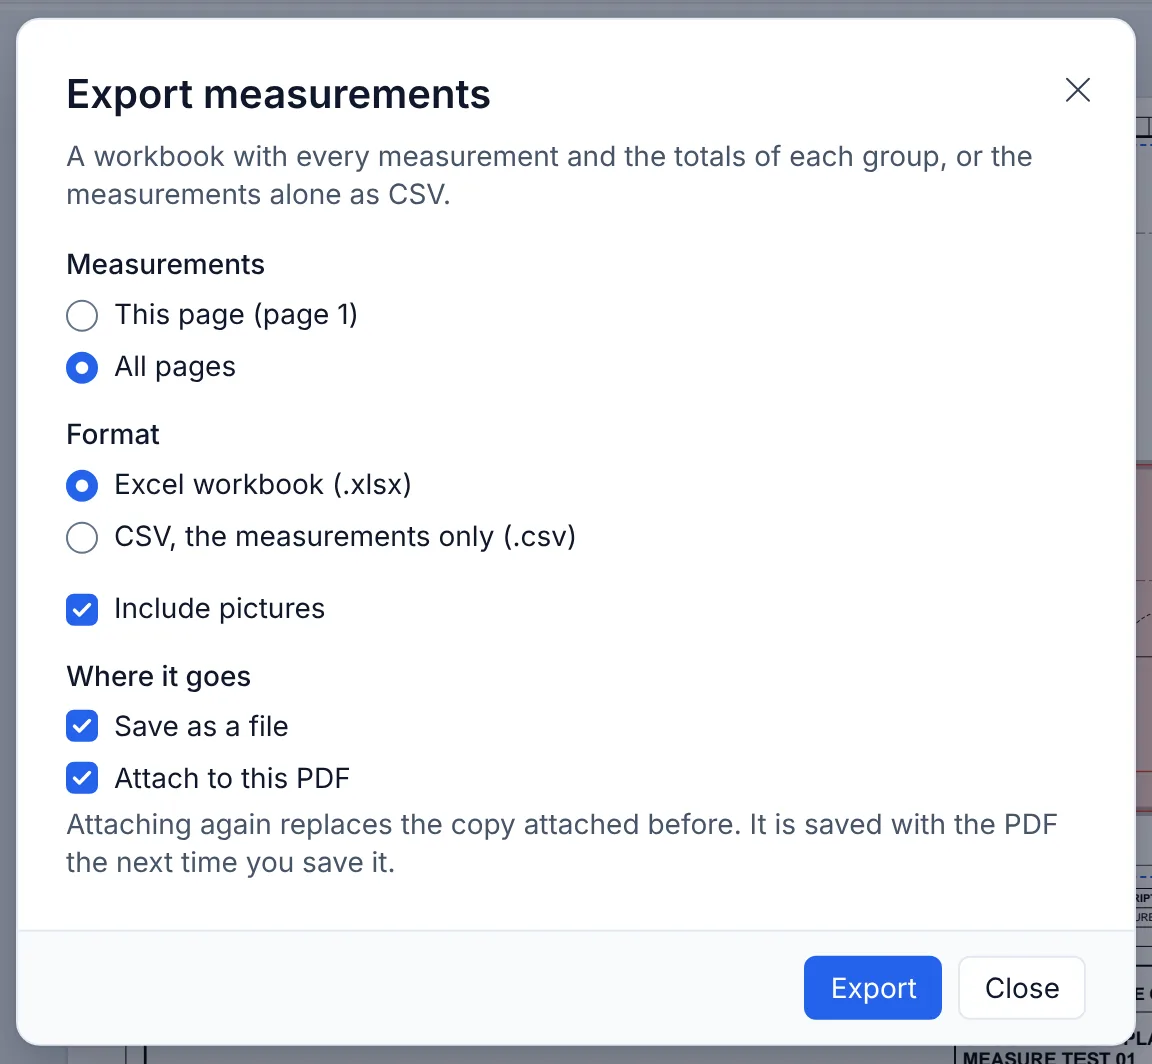 Export measurements
A workbook with every measurement and the totals of each group, or the
measurements alone as CSV.
Measurements
This page (page 1)
All pages
Format
Excel workbook (.xlsx)
CSV, the measurements only (.csv)
Include pictures
Where it goes
Save as a file
Attach to this PDF
Attaching again replaces the copy attached before. It is saved with the PDF
the next time you save it.
Export
Close
MEASURE TEST 01